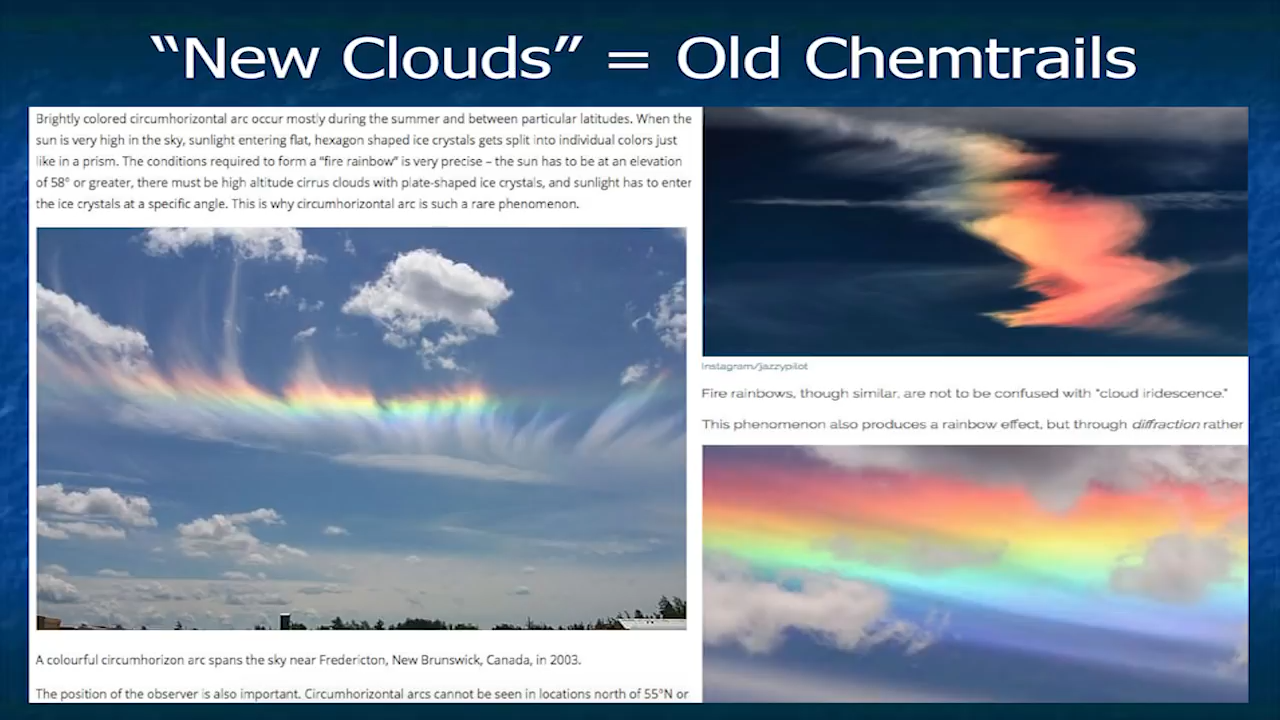 “New Clouds” = Old Chemtrails
Brightly colored circumhorizontal arc occur mostly during the summer and between particular latitudes. When the
sun is very high in the sky, sunlight entering flat, hexagon shaped ice crystals gets split into individual colors just
like in a prism. The conditions required to form a “fire rainbow” is very precise – the sun has to be at an elevation
of 58° or greater, there must be high altitude cirrus clouds with plate-shaped ice crystals, and sunlight has to enter
the ice crystals at a specific angle. This is why circumhorizontal arc is such a rare phenomenon.
A colourful circumhorizon arc spans the sky near Fredericton, New Brunswick, Canada, in 2003.
The position of the observer is also important. Circumhorizontal arcs cannot be seen in locations north of 55°N or
Instagram/jazzypilot
Fire rainbows, though similar, are not to be confused with “cloud iridescence.”
This phenomenon also produces a rainbow effect, but through diffraction rather